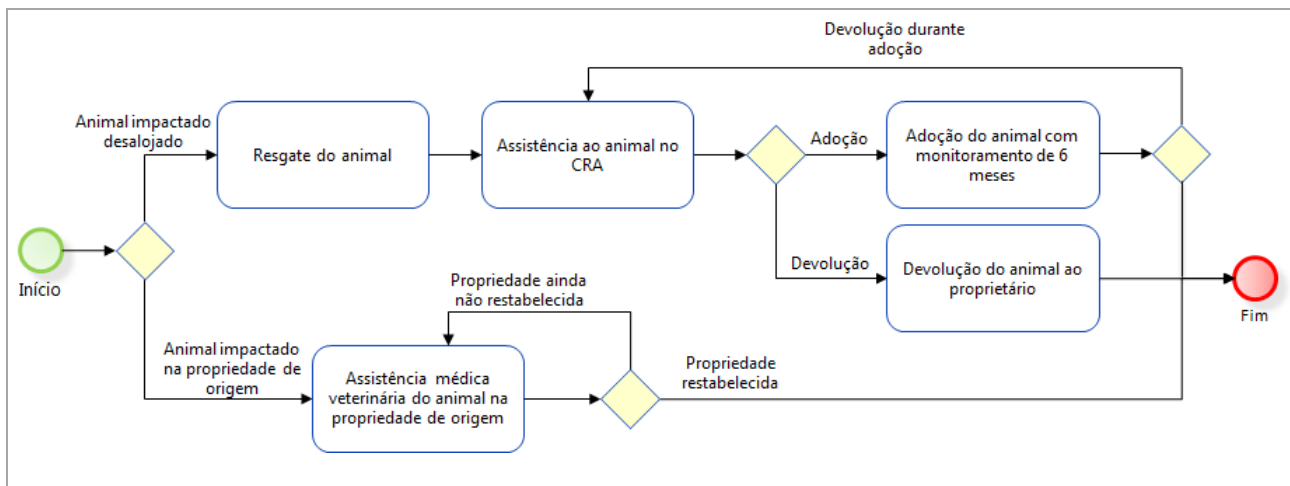 Devolução durante
adoção
Animal impactado
desalojado
Resgate do animal
Assistência ao animal no
CRA
Adoção
Adoção do animal com
monitoramento de 6
meses
Início
Devolução
Devolução do animal ao
proprietário
Fim
Propriedade ainda
não restabelecida
Animal impactado
na propriedade de
origem
Assistência médica
veterinária do animal na
propriedade de origem
Propriedade
restabelecida